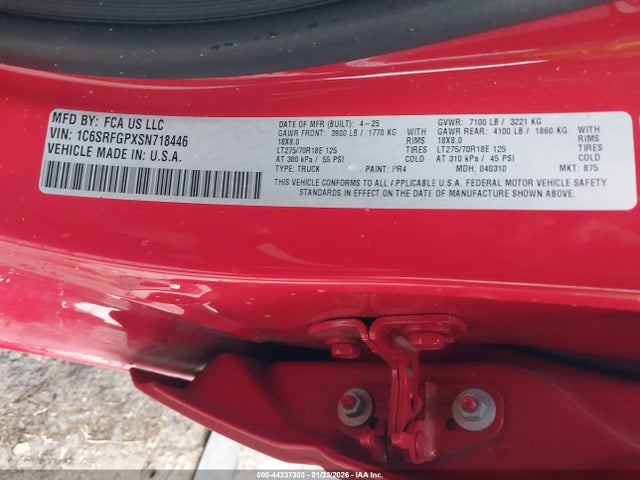 MFD BY: FCA US LLC
VIN: 1C6SRFGPXSN718446
VEHICLE MADE IN U.S.A.
DATE OF MFR (BUILT): 4-25 GVWR: 7100 LB / 3221 KG
GAWR FRONT: 3900 LB / 1770 KG WITH GAWR REAR: 4100 LB / 1860 KG WITH
18X8.0 RIMS 18X8.0 RIMS
LT275/70R18E 125 TIRES LT275/70R18E 125 TIRES
AT 380 kPa / 55 PSI COLD AT 310 kPa / 45 PSI COLD
TYPE: TRUCK PAINT: PR4 MDH: 040310 MKT: 875
THIS VEHICLE CONFORMS TO ALL APPLICABLE U.S.A. FEDERAL MOTOR VEHICLE SAFETY
STANDARDS IN EFFECT ON THE DATE OF MANUFACTURE SHOWN ABOVE.
000-44237303 - 01/23/2026 - COPYRIGHT IAA, LLC.